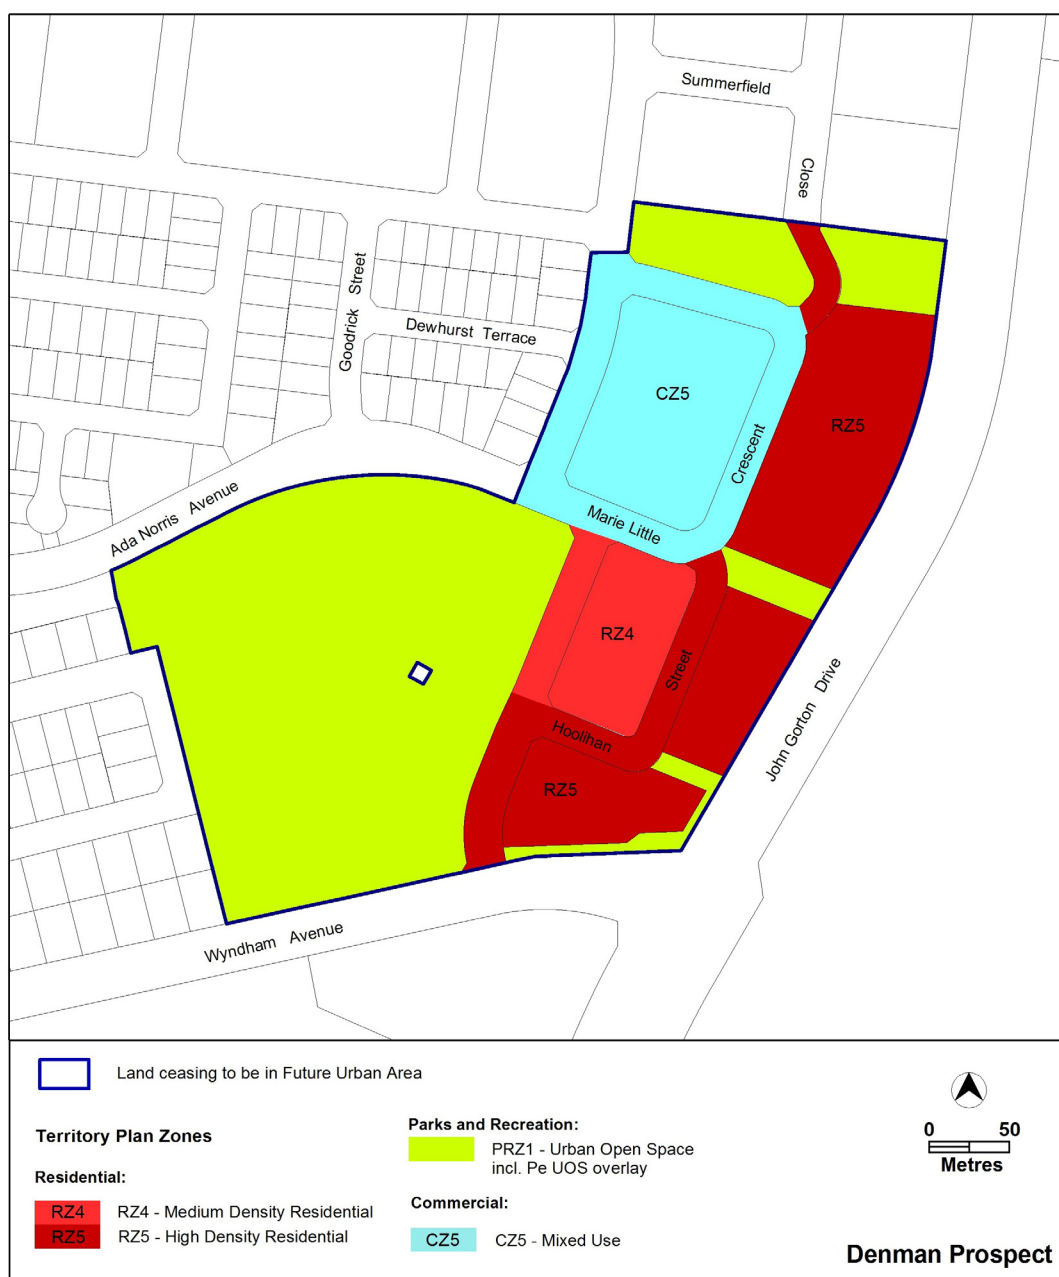 Summerfield
Close
Goodrick Street
Dewhurst Terrace
CZ5
RZ5
Crescent
Marie Little
Ada Norris Avenue
RZ4
Street
Hoolihan
RZ5
John Gorton Drive
Wyndham Avenue
Land ceasing to be in Future Urban Area
Territory Plan Zones
Residential:
RZ4 RZ4 - Medium Density Residential
RZ5 RZ5 - High Density Residential
Parks and Recreation:
PRZ1 - Urban Open Space
incl. Pe UOS overlay
Commercial:
CZ5 CZ5 - Mixed Use
0 50
Metres
Denman Prospect